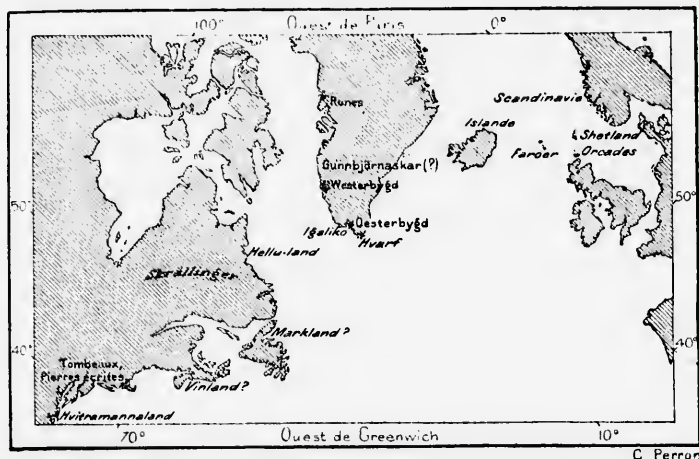 100° Ouest de Paris 0°
Scandinavie
Runes
Islande
Shetland
Färoer
Orcades
Gunnbjärnaskar(?)
Westerbygd
50° 50°
Igaliko
Oesterbygd
Hvarf
Hellu-land
Skrällinger
Markland?
40° 40°
Tombeaux,
Pierres écrites
Vinland?
Hvitramannaland
70° Ouest de Greenwich 10°
C. Perron